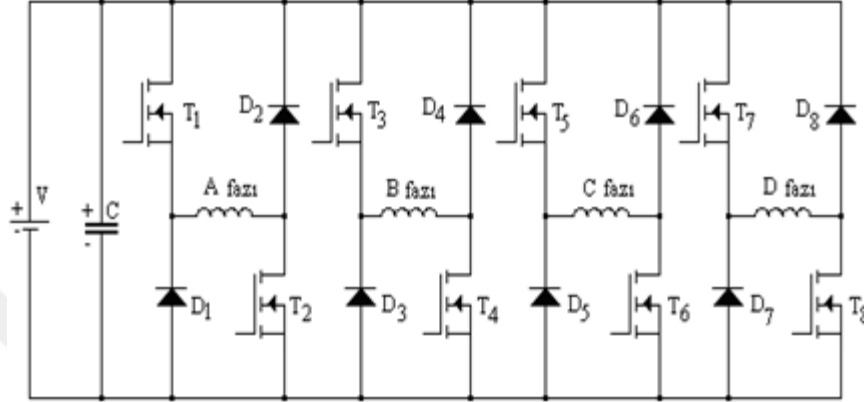 T1 D2 T3 D4 T5 D6 T7 D8
A fazı B fazı C fazı D fazı
+ V + C
- -
D1 T2 D3 T4 D5 T6 D7 T8